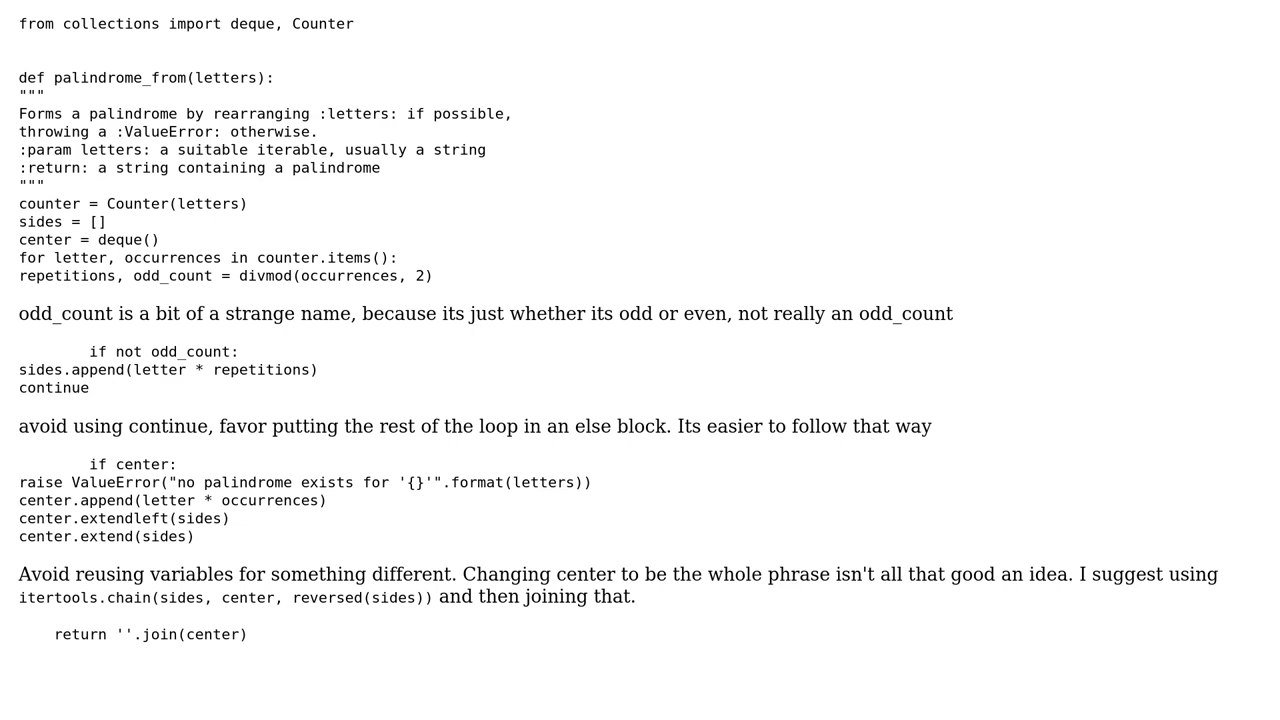 from collections import deque, Counter
def palindrome_from(letters):
"""
Forms a palindrome by rearranging :letters: if possible,
throwing a :ValueError: otherwise.
:param letters: a suitable iterable, usually a string
:return: a string containing a palindrome
"""
counter = Counter(letters)
sides = []
center = deque()
for letter, occurrences in counter.items():
repetitions, odd_count = divmod(occurrences, 2)
odd_count is a bit of a strange name, because its just whether its odd or even, not really an odd_count
if not odd_count:
sides.append(letter * repetitions)
continue
avoid using continue, favor putting the rest of the loop in an else block. Its easier to follow that way
if center:
raise ValueError("no palindrome exists for '{}'".format(letters))
center.append(letter * occurrences)
center.extendleft(sides)
center.extend(sides)
Avoid reusing variables for something different. Changing center to be the whole phrase isn't all that good an idea. I suggest using
itertools.chain(sides, center, reversed(sides)) and then joining that.
return ''.join(center)